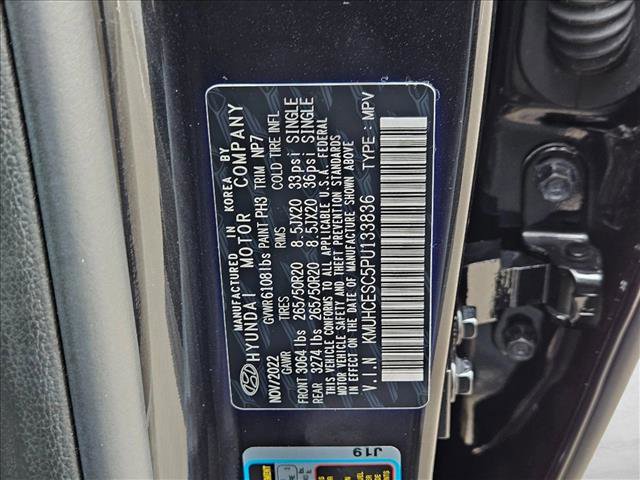 MANUFACTURED IN KOREA BY
HYUNDAI MOTOR COMPANY
NOV/2022 GVWR 6108lbs PAINT PH3 TRIM NP7
GAWR TIRES RIMS COLD TIRE INFL
FRONT 3064 lbs 265/50R20 8.5JX20 33psi SINGLE
REAR 3274 lbs 265/50R20 8.5JX20 36psi SINGLE
THIS VEHICLE CONFORMS TO ALL APPLICABLE U.S.A. FEDERAL
MOTOR VEHICLE SAFETY AND THEFT PREVENTION STANDARDS
IN EFFECT ON THE DATE OF MANUFACTURE SHOWN ABOVE
V.I.N KMUHCESC5PU133836 TYPE: MPV
J19